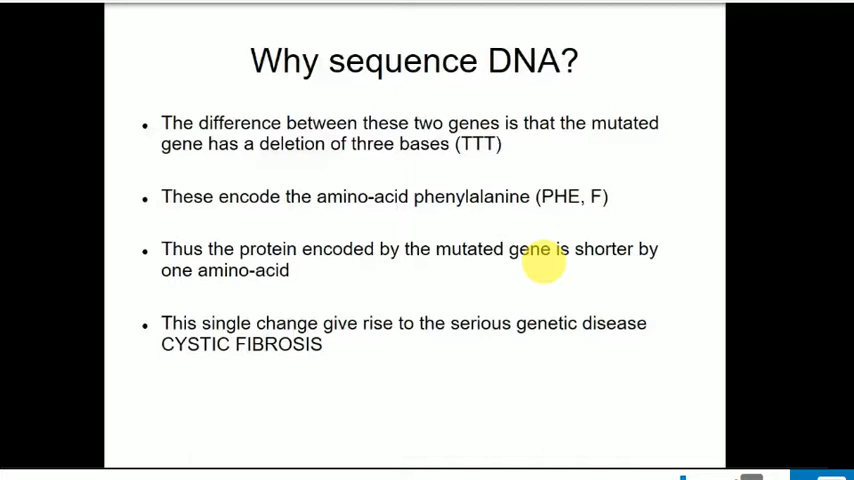 Why sequence DNA?
• The difference between these two genes is that the mutated
gene has a deletion of three bases (TTT)
• These encode the amino-acid phenylalanine (PHE, F)
• Thus the protein encoded by the mutated gene is shorter by
one amino-acid
• This single change give rise to the serious genetic disease
CYSTIC FIBROSIS